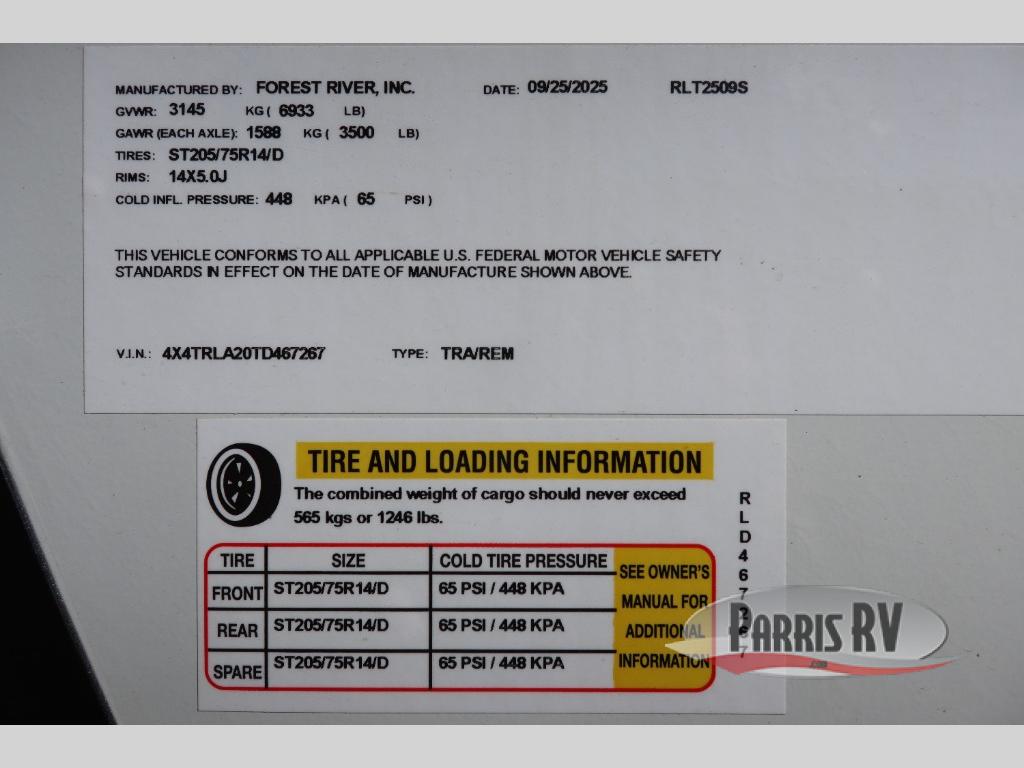 MANUFACTURED BY: FOREST RIVER, INC. DATE: 09/25/2025 RLT2509S
GVWR: 3145 KG ( 6933 LB)
GAWR (EACH AXLE): 1588 KG ( 3500 LB)
TIRES: ST205/75R14/D
RIMS: 14X5.0J
COLD INFL. PRESSURE: 448 KPA ( 65 PSI )
THIS VEHICLE CONFORMS TO ALL APPLICABLE U.S. FEDERAL MOTOR VEHICLE SAFETY
STANDARDS IN EFFECT ON THE DATE OF MANUFACTURE SHOWN ABOVE.
V.I.N.: 4X4TRLA20TD467267 TYPE: TRA/REM
TIRE AND LOADING INFORMATION
The combined weight of cargo should never exceed
565 kgs or 1246 lbs.
TIRE SIZE COLD TIRE PRESSURE
FRONT ST205/75R14/D 65 PSI / 448 KPA
REAR ST205/75R14/D 65 PSI / 448 KPA
SPARE ST205/75R14/D 65 PSI / 448 KPA
SEE OWNER'S
MANUAL FOR
ADDITIONAL
INFORMATION
RLD467267
PARRIS RV
.com